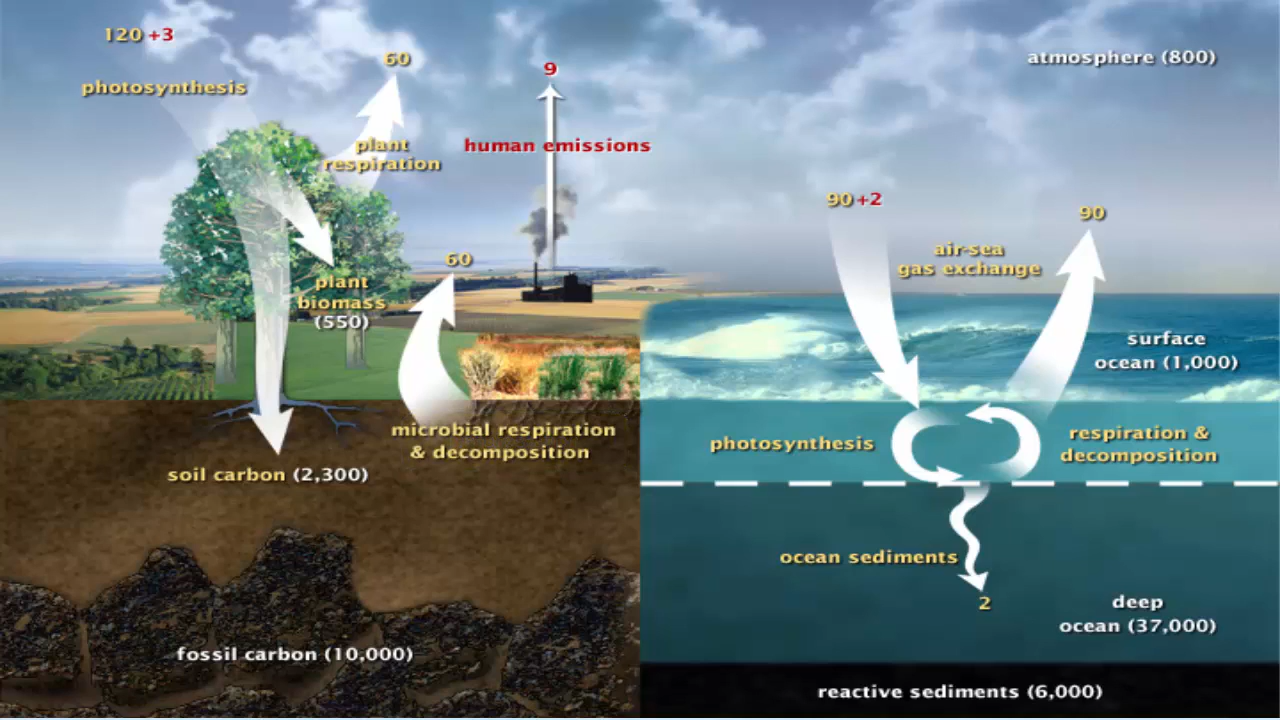 120 +3
photosynthesis
60
plant
respiration
9
human emissions
atmosphere (800)
plant
biomass
(550)
60
microbial respiration
& decomposition
soil carbon (2,300)
fossil carbon (10,000)
90 +2
air-sea
gas exchange
90
surface
ocean (1,000)
photosynthesis
respiration &
decomposition
ocean sediments
2
deep
ocean (37,000)
reactive sediments (6,000)